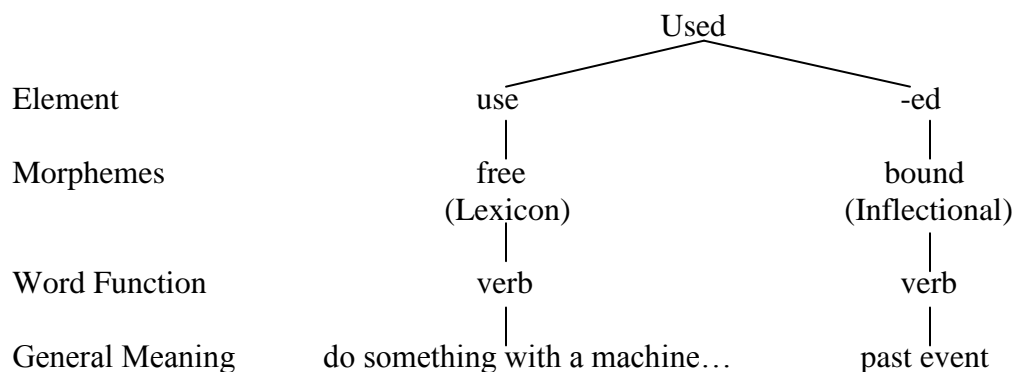 Used
Element use -ed
Morphemes free bound
(Lexicon) (Inflectional)
Word Function verb verb
General Meaning do something with a machine… past event